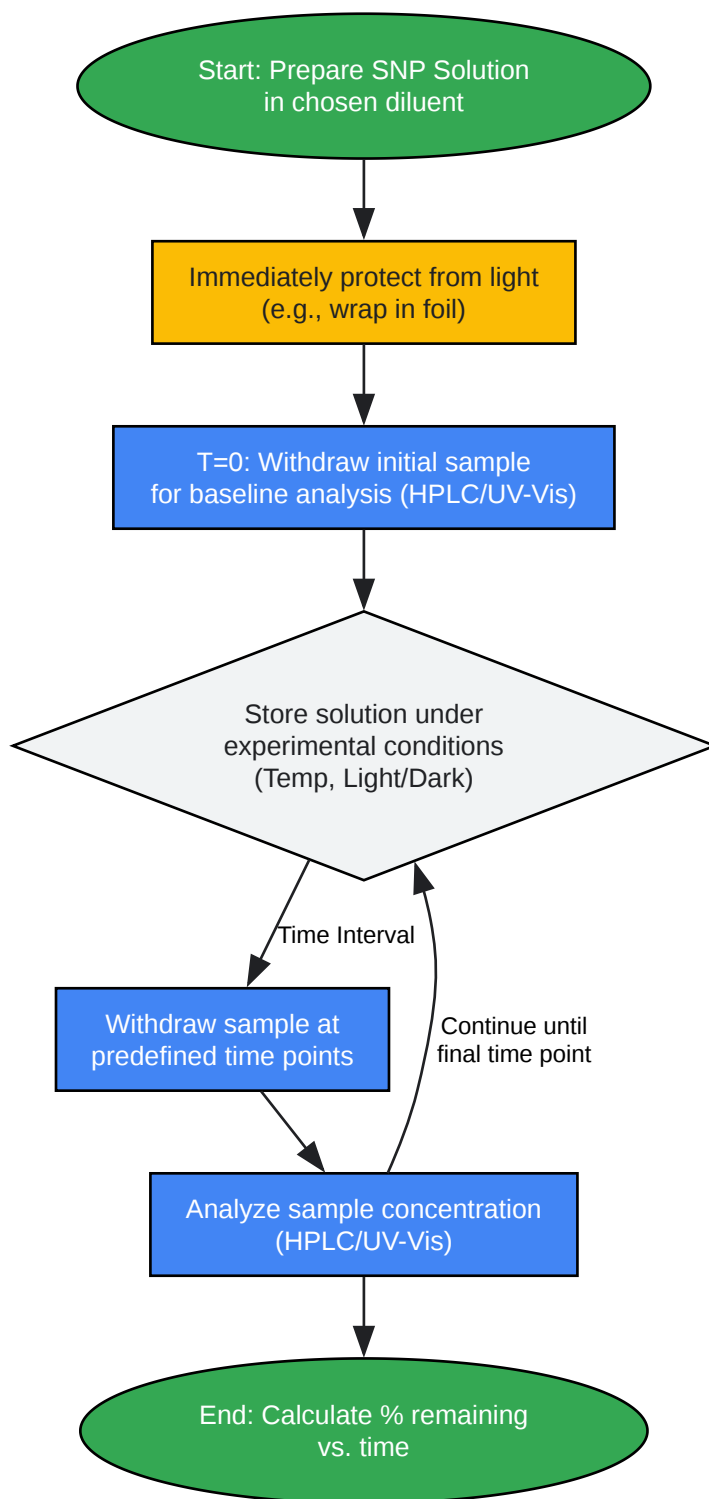 Start: Prepare SNP Solution
in chosen diluent
Immediately protect from light
(e.g., wrap in foil)
T=0: Withdraw initial sample
for baseline analysis (HPLC/UV-Vis)
Store solution under
experimental conditions
(Temp, Light/Dark)
Time Interval
Withdraw sample at
predefined time points
Continue until
final time point
Analyze sample concentration
(HPLC/UV-Vis)
End: Calculate % remaining
vs. time